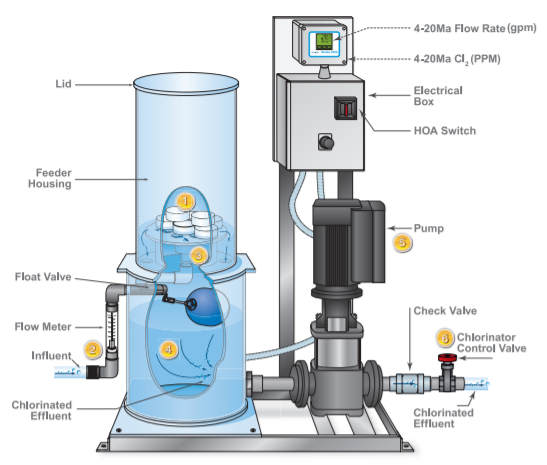 4-20Ma Flow Rate (gpm)
4-20Ma Cl₂ (PPM)
Lid
Electrical
Box
HOA Switch
Feeder
Housing
1
Pump
5
3
Float Valve
Check Valve
Flow Meter
2
6
Chlorinator
Control Valve
Influent
4
Chlorinated
Effluent
Chlorinated
Effluent